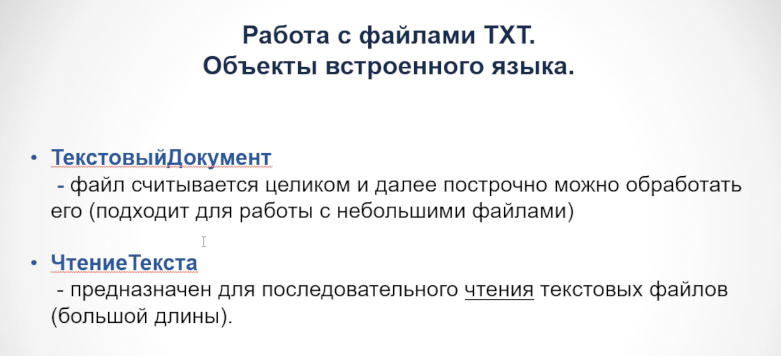 Работа с файлами TXT.
Объекты встроенного языка.
• ТекстовыйДокумент
- файл считывается целиком и далее построчно можно обработать
его (подходит для работы с небольшими файлами)
• ЧтениеТекста
- предназначен для последовательного чтения текстовых файлов
(большой длины).